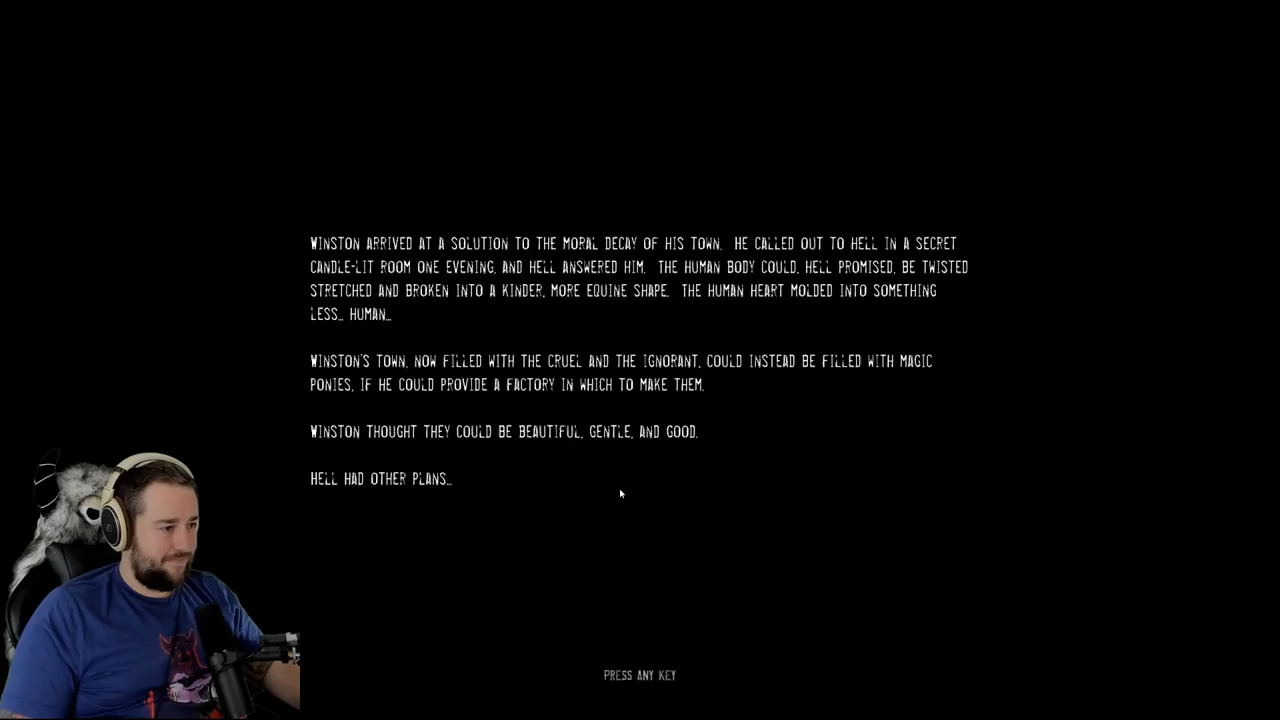 WINSTON ARRIVED AT A SOLUTION TO THE MORAL DECAY OF HIS TOWN. HE CALLED OUT TO HELL IN A SECRET
CANDLE-LIT ROOM ONE EVENING, AND HELL ANSWERED HIM. THE HUMAN BODY COULD, HELL PROMISED, BE TWISTED
STRETCHED AND BROKEN INTO A KINDER, MORE EQUINE SHAPE. THE HUMAN HEART MOLDED INTO SOMETHING
LESS... HUMAN...
WINSTON'S TOWN, NOW FILLED WITH THE CRUEL AND THE IGNORANT, COULD INSTEAD BE FILLED WITH MAGIC
PONIES, IF HE COULD PROVIDE A FACTORY IN WHICH TO MAKE THEM.
WINSTON THOUGHT THEY COULD BE BEAUTIFUL, GENTLE, AND GOOD.
HELL HAD OTHER PLANS...
PRESS ANY KEY